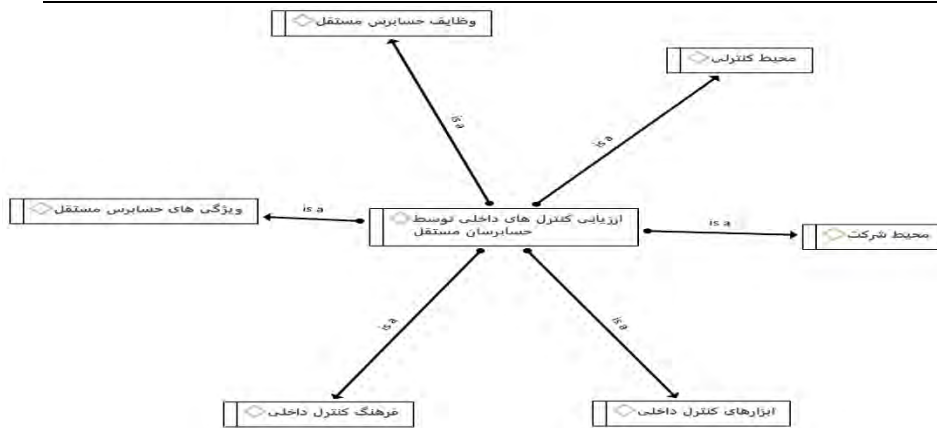 وظایف حسابرس مستقل
محیط کنترلی
is a
is a
ویژگی های حسابرس مستقل
is a
ارزیابی کنترل های داخلی توسط
حسابرسان مستقل
is a
محیط شرکت
is a
is a
فرهنگ کنترل داخلی
ابزارهای کنترل داخلی